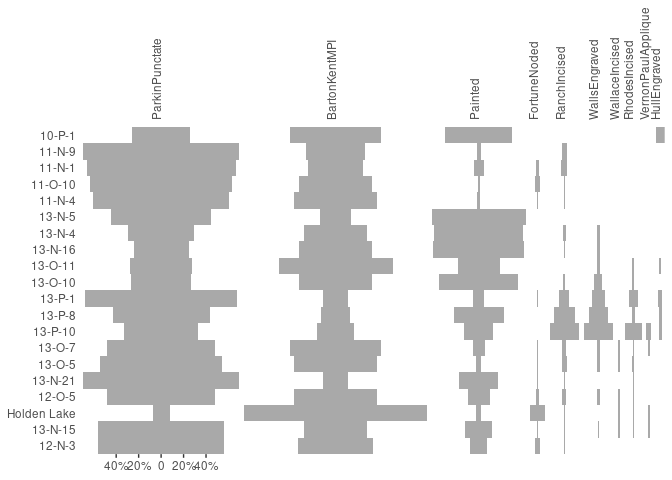 ParkinPunctate
BartonKentMPI
Painted
FortuneNoded
RanchIncised
WallsEngraved
WallaceIncised
RhodesIncised
VernonPaulApplique
HullEngraved
10-P-1
11-N-9
11-N-1
11-O-10
11-N-4
13-N-5
13-N-4
13-N-16
13-O-11
13-O-10
13-P-1
13-P-8
13-P-10
13-O-7
13-O-5
13-N-21
12-O-5
Holden Lake
13-N-15
12-N-3
40% 20% 0 20% 40%